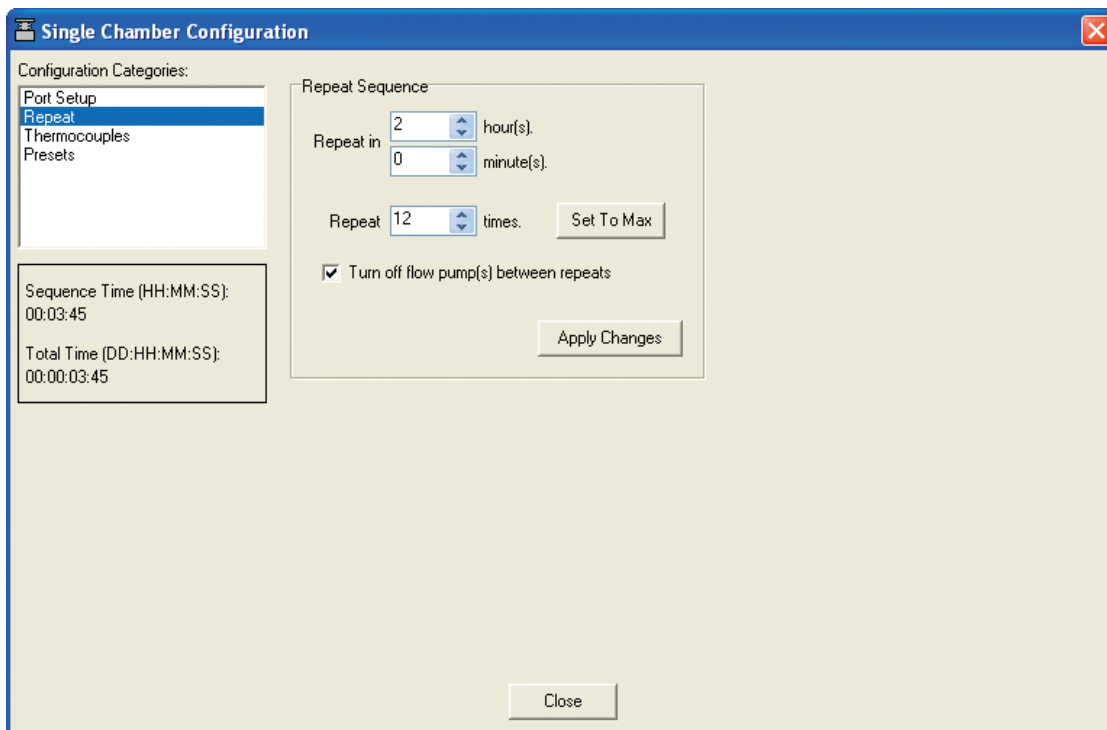 Single Chamber Configuration
Configuration Categories:
Port Setup
Repeat
Thermocouples
Presets
Sequence Time (HH:MM:SS):
00:03:45
Total Time (DD:HH:MM:SS):
00:00:03:45
Repeat Sequence
Repeat in 2 hour(s).
0 minute(s).
Repeat 12 times. Set To Max
Turn off flow pump(s) between repeats
Apply Changes
Close